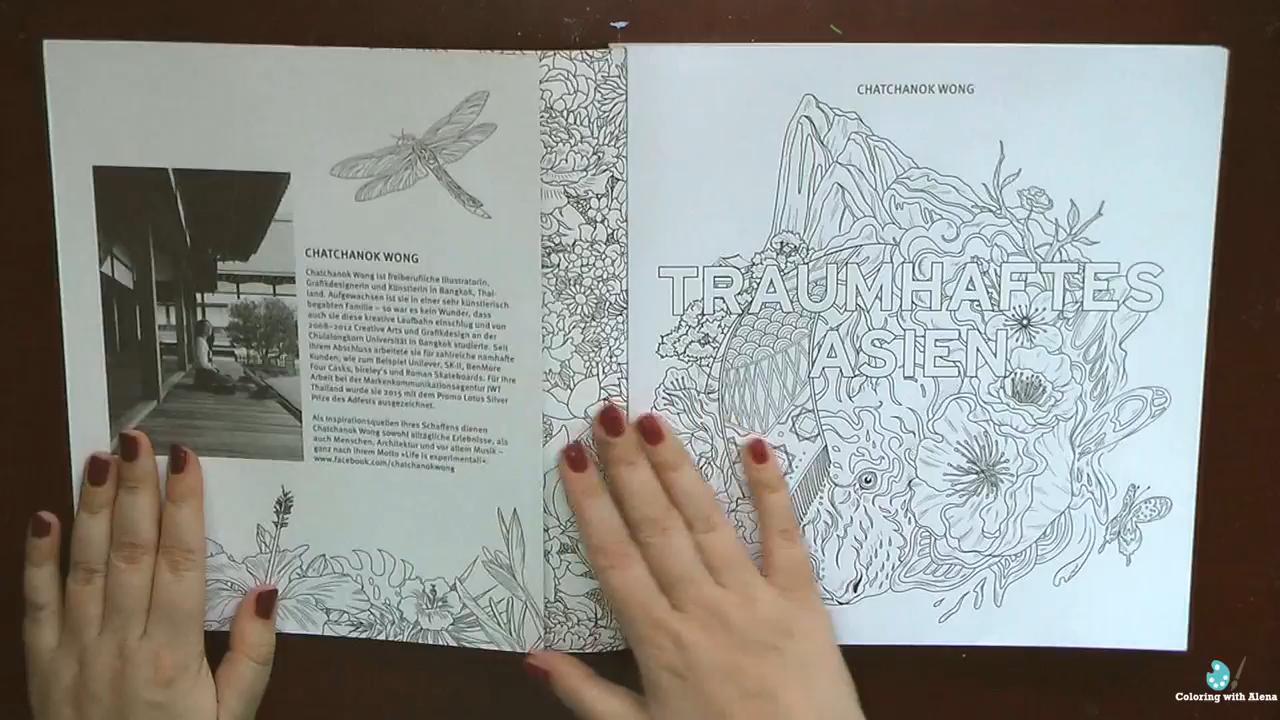 CHATCHANOK WONG
Chatchanok Wong ist freiberufliche Illustratorin,
Grafikdesignerin und Künstlerin in Bangkok, Thai-
land. Aufgewachsen ist sie in einer sehr künstlerisch
begabten Familie – so war es kein Wunder, dass
auch sie diese kreative Laufbahn einschlug und von
2008–2012 Creative Arts und Grafikdesign an der
Chulalongkorn Universität in Bangkok studierte. Seit
ihrem Abschluss arbeitete sie für zahlreiche namhafte
Kunden, wie zum Beispiel Unilever, SK-II, BenMore
Four Casks, bireley's und Roman Skateboards. Für ihre
Arbeit bei der Markenkommunikationsagentur JWT
Thailand wurde sie 2015 mit dem Promo Lotus Silver
Prize des Adfests ausgezeichnet.
Als Inspirationsquellen ihres Schaffens dienen
Chatchanok Wong sowohl alltägliche Erlebnisse, als
auch Menschen, Architektur und vor allem Musik –
ganz nach ihrem Motto »Life is experimental!«.
www.facebook.com/chatchanokwong
CHATCHANOK WONG
TRAUMHAFTES
ASIEN
Coloring with Alena